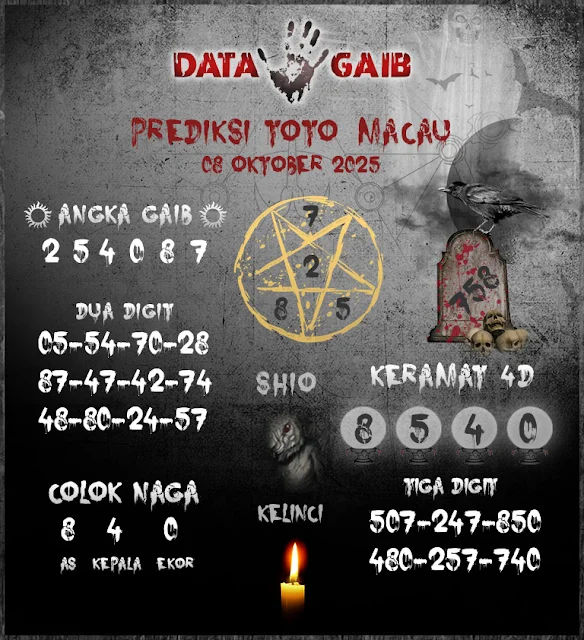 DATA GAIB
PREDIKSI TOTO MACAU
08 OKTOBER 2025
ANGKA GAIB
2 5 4 0 8 7
7
2
8 5
758
DUA DIGIT
05-54-70-28
87-47-42-74
48-80-24-57
SHIO
KELINCI
KERAMAT 4D
8 5 4 0
COLOK NAGA
8 4 0
AS KEPALA EKOR
TIGA DIGIT
507-247-850
480-257-740